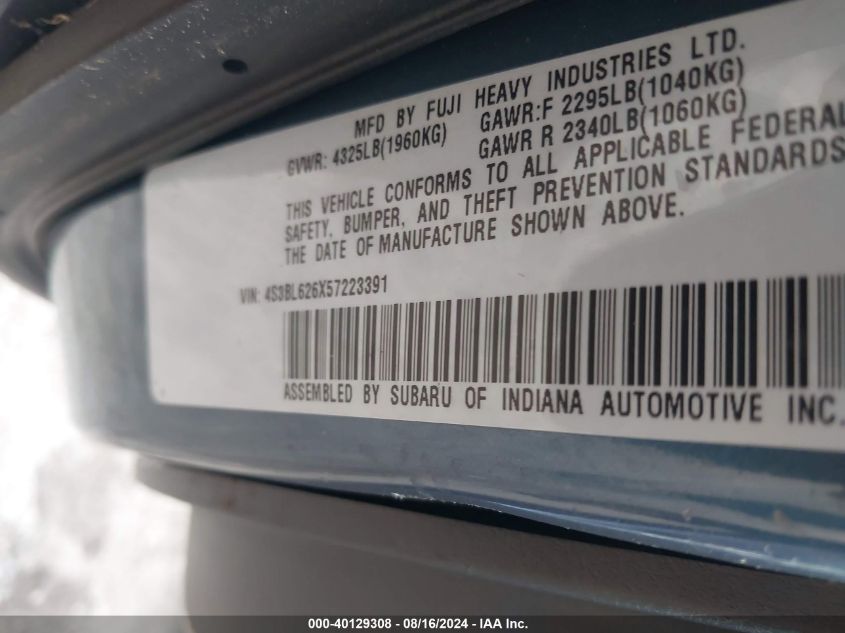 MFD BY FUJI HEAVY INDUSTRIES LTD.
GVWR: 4325LB(1960KG) GAWR:F 2295LB(1040KG)
GAWR R 2340LB(1060KG)
THIS VEHICLE CONFORMS TO ALL APPLICABLE FEDERAL
SAFETY, BUMPER, AND THEFT PREVENTION STANDARDS
THE DATE OF MANUFACTURE SHOWN ABOVE.
VIN: 4S3BL626X57223391
ASSEMBLED BY SUBARU OF INDIANA AUTOMOTIVE INC.
000-40129308 - 08/16/2024 - IAA Inc.